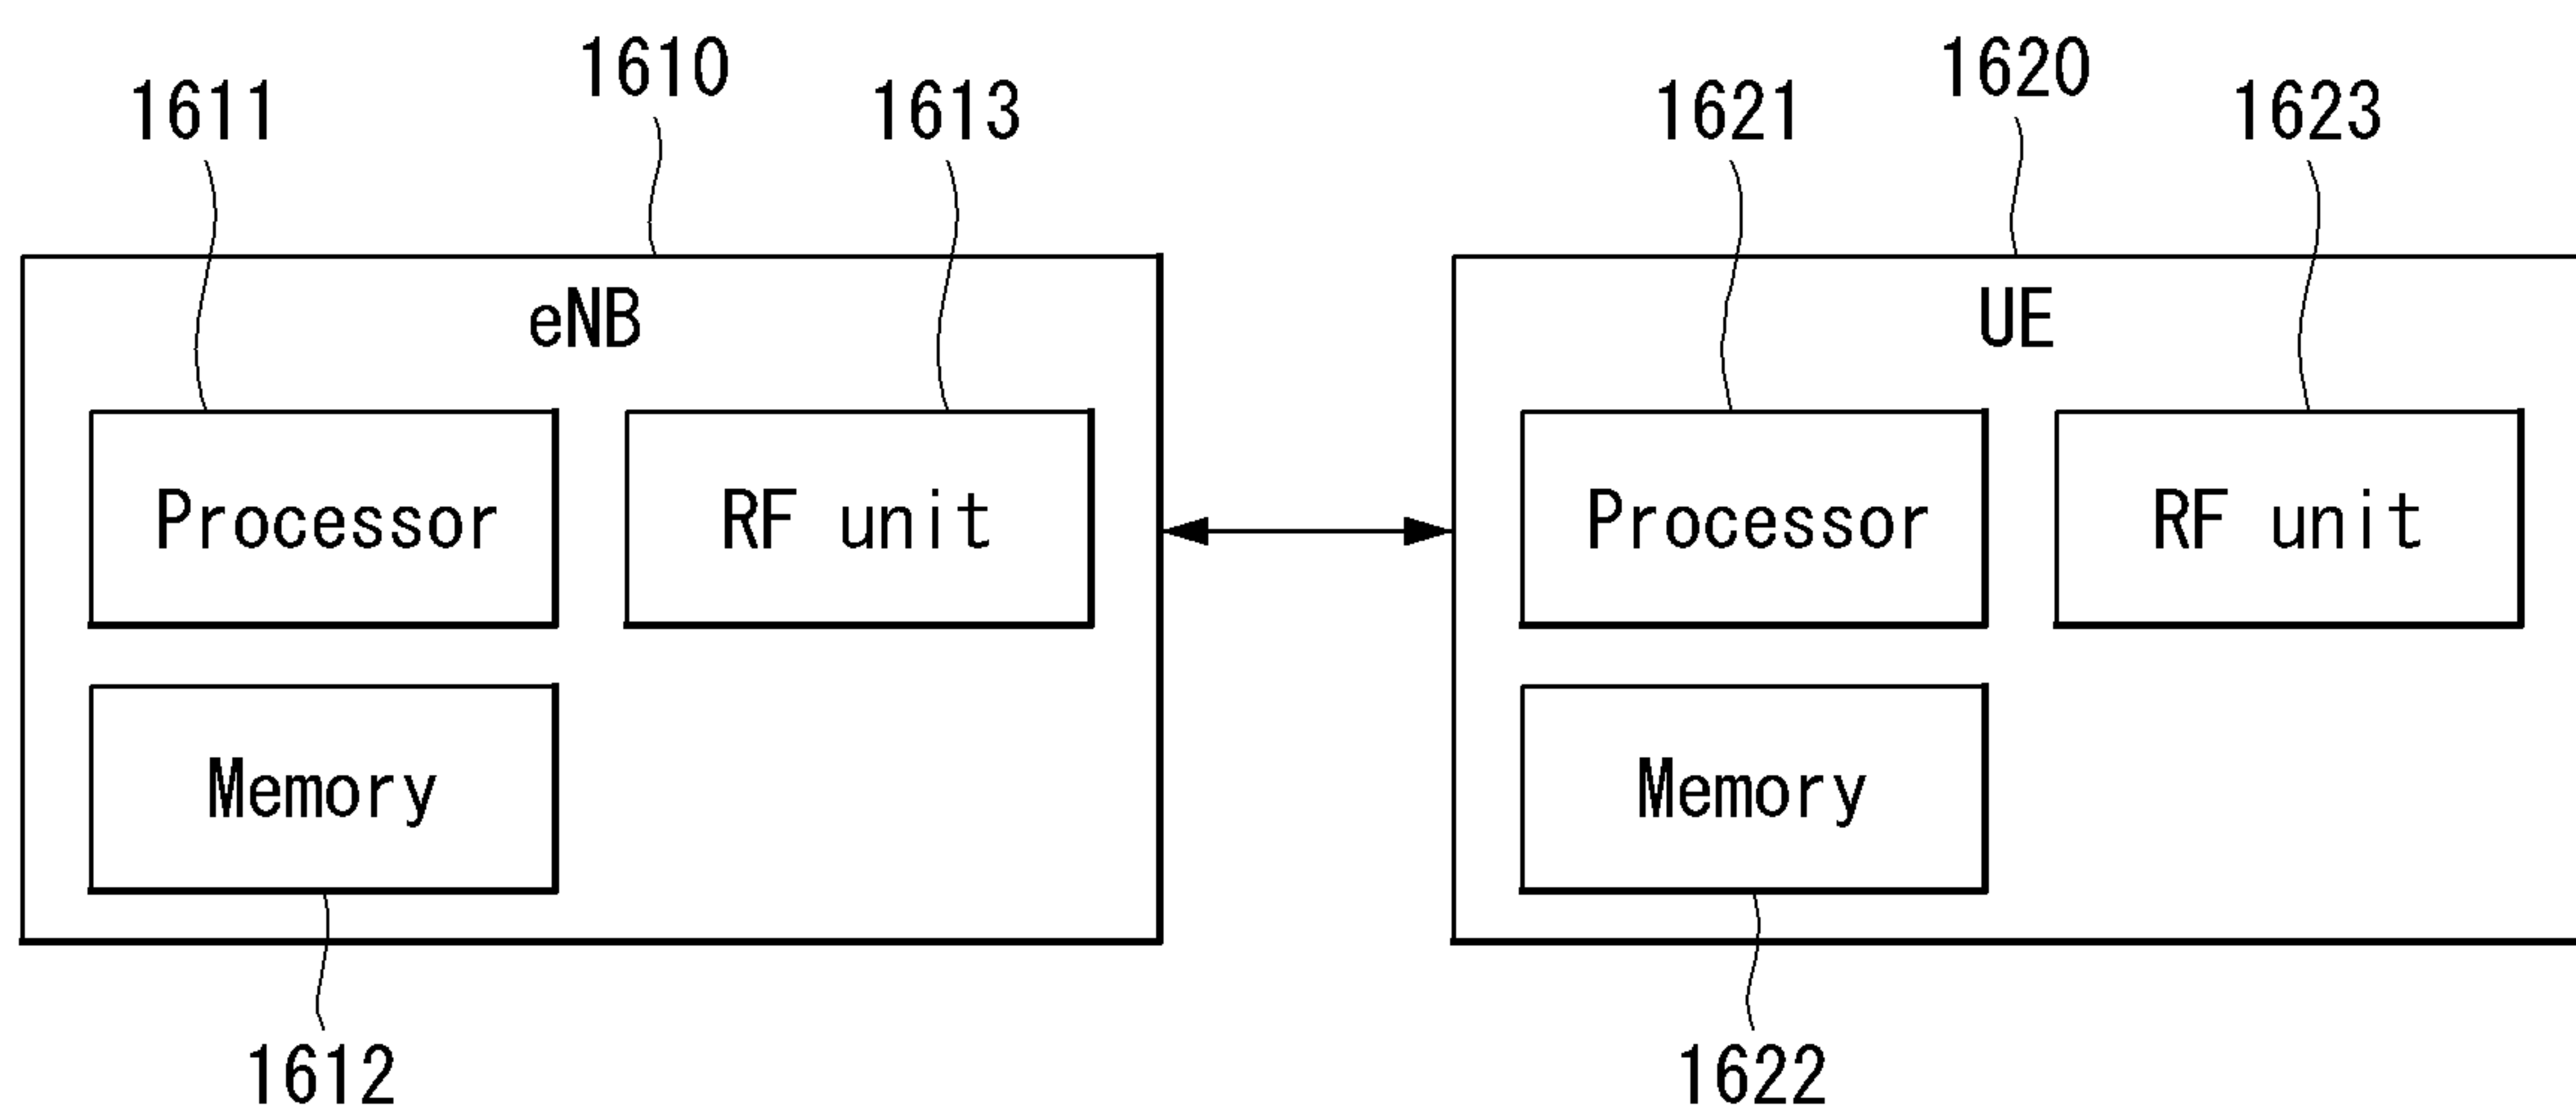 1610
1620
1611
1613
1621
1623
eNB
UE
Processor
RF unit
Processor
RF unit
Memory
Memory
1612
1622